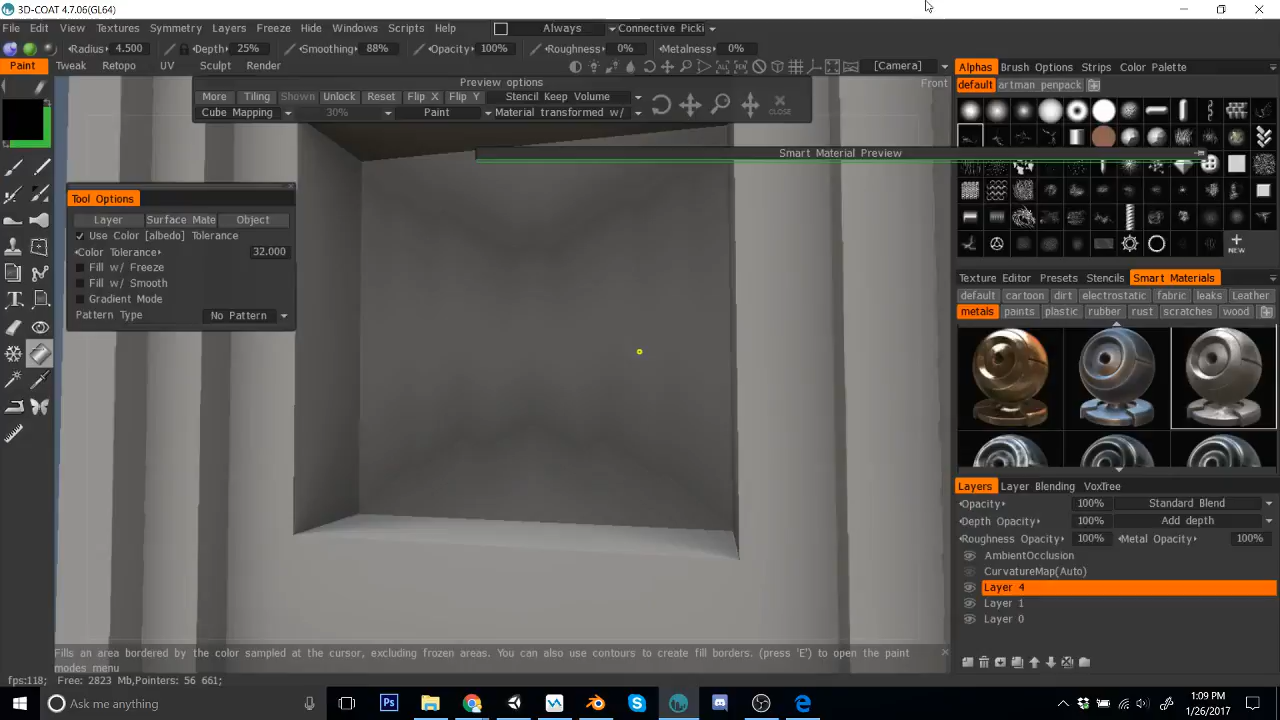 3D-COAT 4.7.06(GL64)
File Edit View Textures Symmetry Layers Freeze Hide Windows Scripts Help Always Connective Picki
Radius 4.500 Depth 25% Smoothing 88% Opacity 100% Roughness 0% Metalness 0%
Paint Tweak Retopo UV Sculpt Render [Camera]
Alphas Brush Options Strips Color Palette
Preview options Front
default artman penpack
More Tiling Shown Unlock Reset Flip X Flip Y Stencil Keep Volume
Cube Mapping 30% Paint Material transformed w/ CLOSE
Smart Material Preview
Tool Options
Layer Surface Mate Object
Use Color [albedo] Tolerance
Color Tolerance 32.000
Fill w/ Freeze
Fill w/ Smooth
Gradient Mode
Pattern Type No Pattern
NEW
Texture Editor Presets Stencils Smart Materials
default cartoon dirt electrostatic fabric leaks Leather
metals paints plastic rubber rust scratches wood
Layers Layer Blending VoxTree
Opacity 100% Standard Blend
Depth Opacity 100% Add depth
Roughness Opacity 100% Metal Opacity 100%
AmbientOcclusion
CurvatureMap(Auto)
Layer 4
Layer 1
Layer 0
Fills an area bordered by the color sampled at the cursor, excluding frozen areas. You can also use contours to create fill borders. (press 'E') to open the paint
modes menu
fps:118; Free: 2823 Mb,Pointers: 56 661;
Ask me anything
1:09 PM
1/26/2017